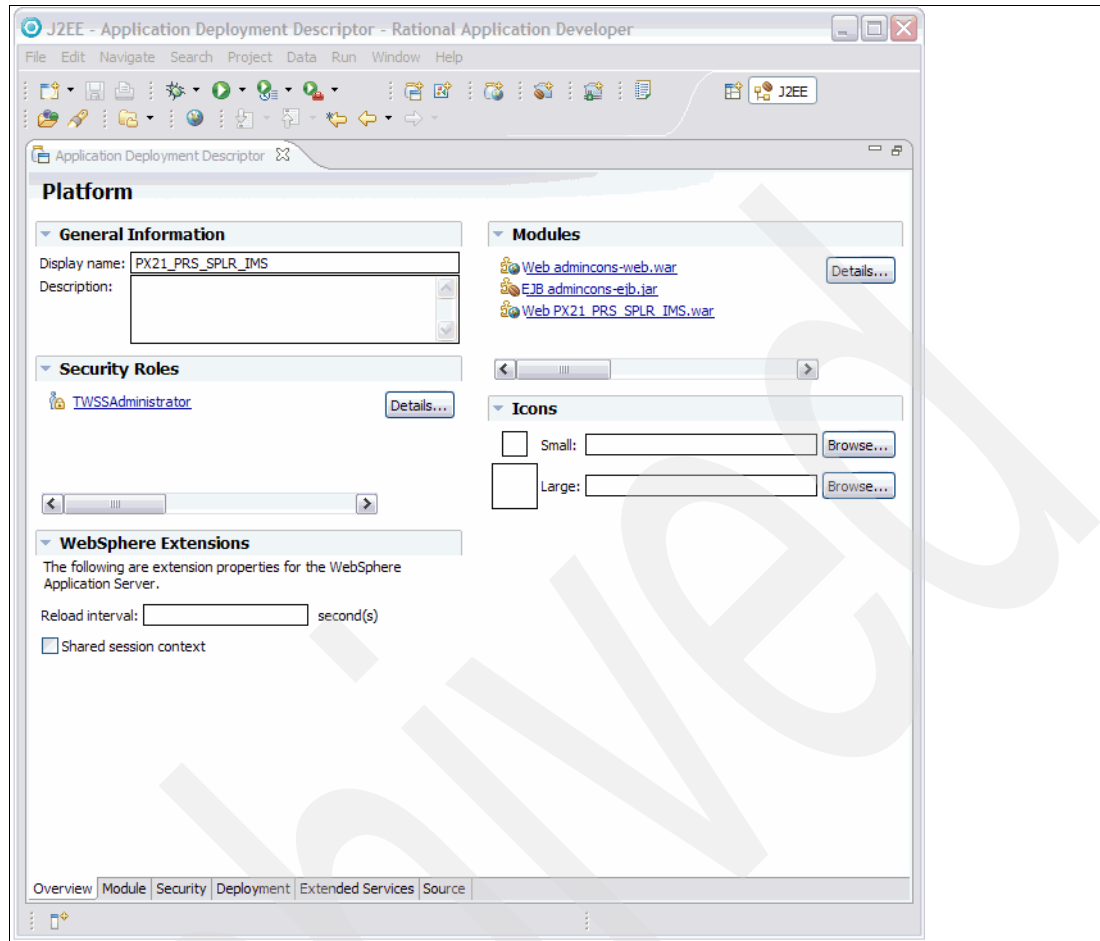 J2EE - Application Deployment Descriptor - Rational Application Developer
File Edit Navigate Search Project Data Run Window Help
J2EE
Application Deployment Descriptor
Platform
General Information
Display name: PX21_PRS_SPLR_IMS
Description:
Security Roles
TWSSAdministrator
Details...
WebSphere Extensions
The following are extension properties for the WebSphere
Application Server.
Reload interval: second(s)
Shared session context
Modules
Web admincons-web.war
Details...
EJB admincons-ejb.jar
Web PX21_PRS_SPLR_IMS.war
Icons
Small: Browse...
Large: Browse...
Overview Module Security Deployment Extended Services Source